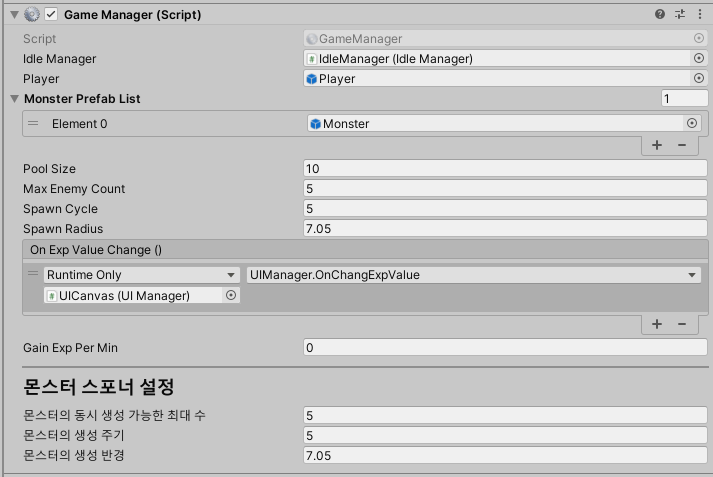 Game Manager (Script)
Script GameManager
Idle Manager # IdleManager (Idle Manager)
Player Player
Monster Prefab List 1
Element 0 Monster
+ −
Pool Size 10
Max Enemy Count 5
Spawn Cycle 5
Spawn Radius 7.05
On Exp Value Change ()
Runtime Only UIManager.OnChangExpValue
# UICanvas (UI Manager)
+ −
Gain Exp Per Min 0
몬스터 스포너 설정
몬스터의 동시 생성 가능한 최대 수 5
몬스터의 생성 주기 5
몬스터의 생성 반경 7.05